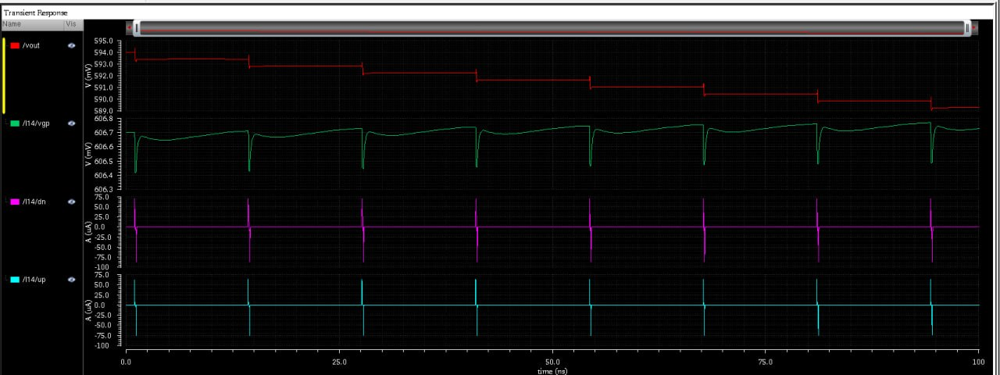 Transient Response
Name Vis
/vout
/I14/vgp
/I14/dn
/I14/up
V (mV)
595.0
594.0
593.0
592.0
591.0
590.0
589.0
V (mV)
606.8
606.7
606.6
606.5
606.4
606.3
A (uA)
75.0
50.0
25.0
0.0
-25.0
-50.0
-75.0
-100
A (uA)
75.0
50.0
25.0
0.0
-25.0
-50.0
-75.0
-100
0.0 25.0 50.0 75.0 100
time (ns)